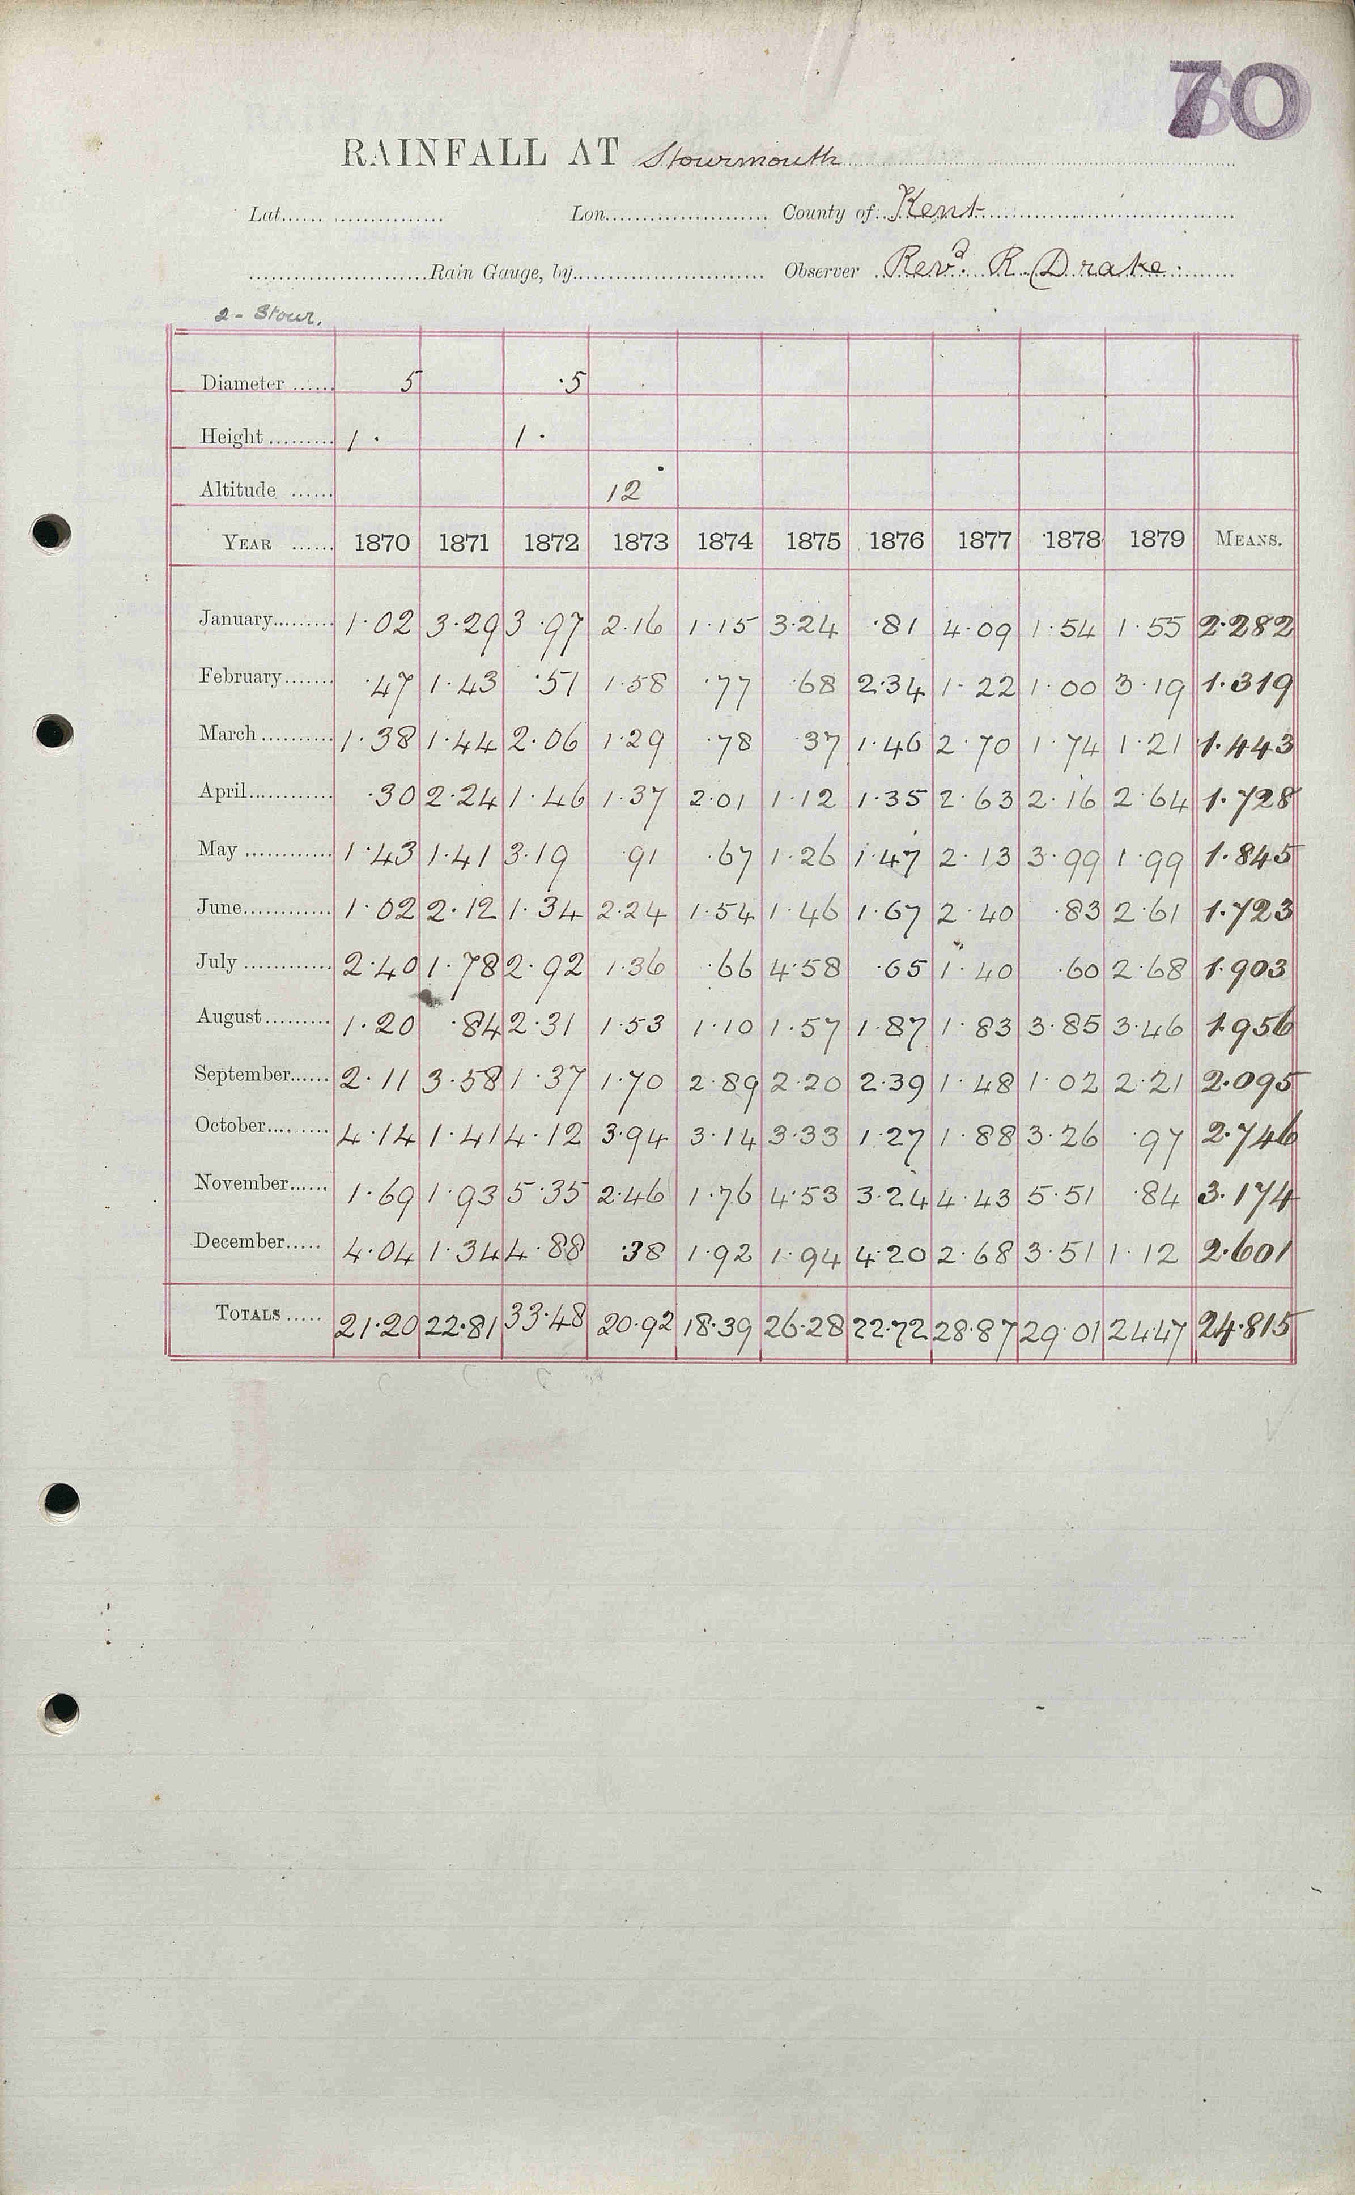 70
RAINFALL AT Stourmouth
Lat. Lon. County of Kent
Rain Gauge, by Observer Revd. R. Drake.
2 - Stour.
Diameter 5 ·5
Height 1· 1·
Altitude 12
YEAR 1870 1871 1872 1873 1874 1875 1876 1877 1878 1879 MEANS.
January 1·02 3·29 3·97 2·16 1·15 3·24 ·81 4·09 1·54 1·55 2·282
February ·47 1·43 ·51 1·58 ·77 ·68 2·34 1·22 1·00 3·19 1·319
March 1·38 1·44 2·06 1·29 ·78 37 1·46 2·70 1·74 1·21 1·443
April ·30 2·24 1·46 1·37 2·01 1·12 1·35 2·63 2·16 2·64 1·728
May 1·43 1·41 3·19 ·91 ·67 1·26 1·47 2·13 3·99 1·99 1·845
June 1·02 2·12 1·34 2·24 1·54 1·46 1·67 2·40 ·83 2·61 1·723
July 2·40 1·78 2·92 1·36 ·66 4·58 ·65 1·40 ·60 2·68 1·903
August 1·20 ·84 2·31 1·53 1·10 1·57 1·87 1·83 3·85 3·46 1·956
September 2·11 3·58 1·37 1·70 2·89 2·20 2·39 1·48 1·02 2·21 2·095
October 4·14 1·41 4·12 3·94 3·14 3·33 1·27 1·88 3·26 ·97 2·746
November 1·69 1·93 5·35 2·46 1·76 4·53 3·24 4·43 5·51 ·84 3·174
December 4·04 1·34 4·88 ·38 1·92 1·94 4·20 2·68 3·51 1·12 2·601
TOTALS 21·20 22·81 33·48 20·92 18·39 26·28 22·72 28·87 29·01 24·47 24·815